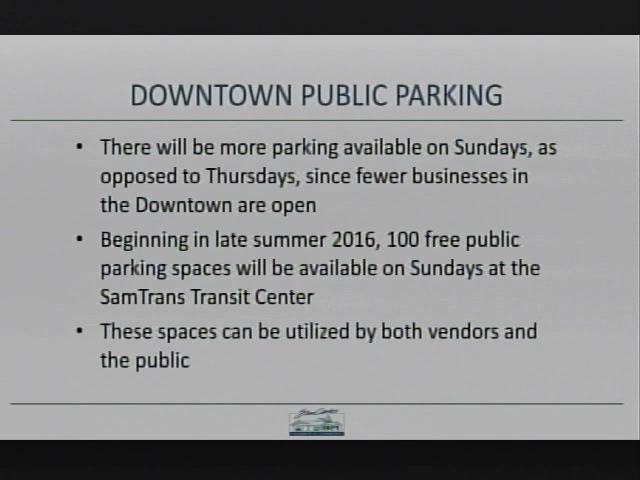 DOWNTOWN PUBLIC PARKING
• There will be more parking available on Sundays, as
opposed to Thursdays, since fewer businesses in
the Downtown are open
• Beginning in late summer 2016, 100 free public
parking spaces will be available on Sundays at the
SamTrans Transit Center
• These spaces can be utilized by both vendors and
the public